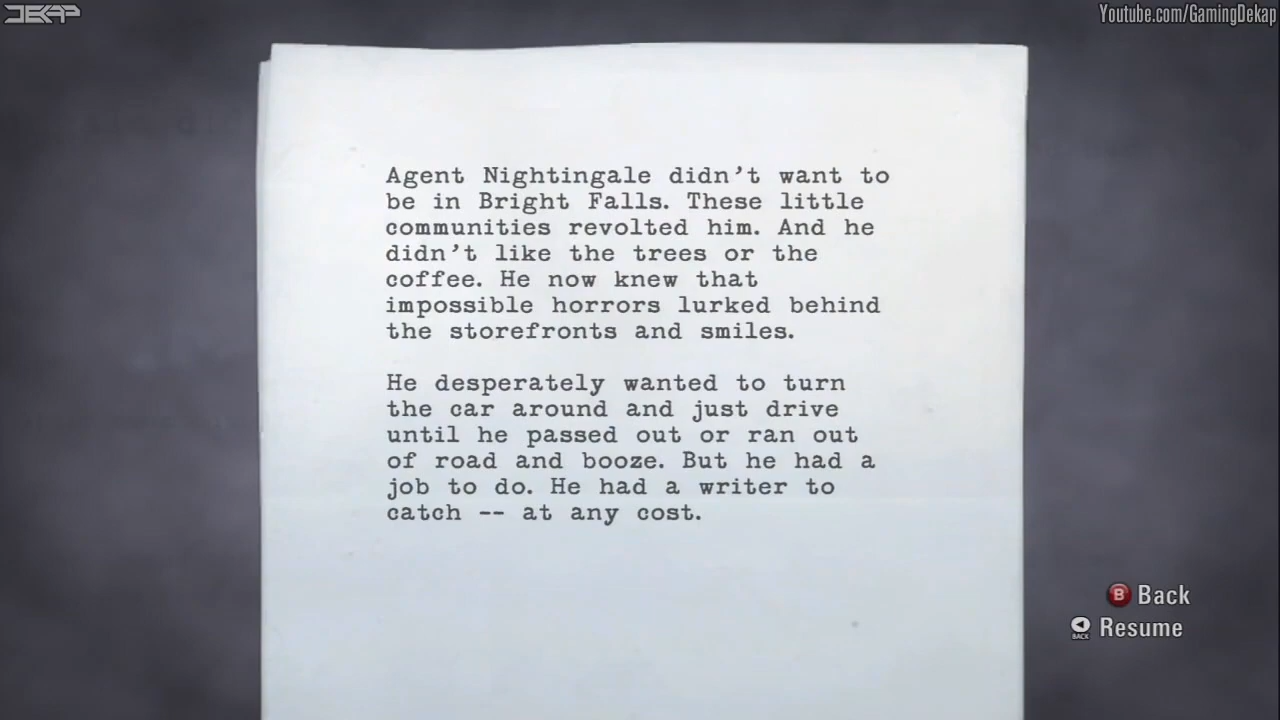 DEKAP
Youtube.com/GamingDekap
Agent Nightingale didn't want to
be in Bright Falls. These little
communities revolted him. And he
didn't like the trees or the
coffee. He now knew that
impossible horrors lurked behind
the storefronts and smiles.
He desperately wanted to turn
the car around and just drive
until he passed out or ran out
of road and booze. But he had a
job to do. He had a writer to
catch -- at any cost.
B Back
BACK Resume